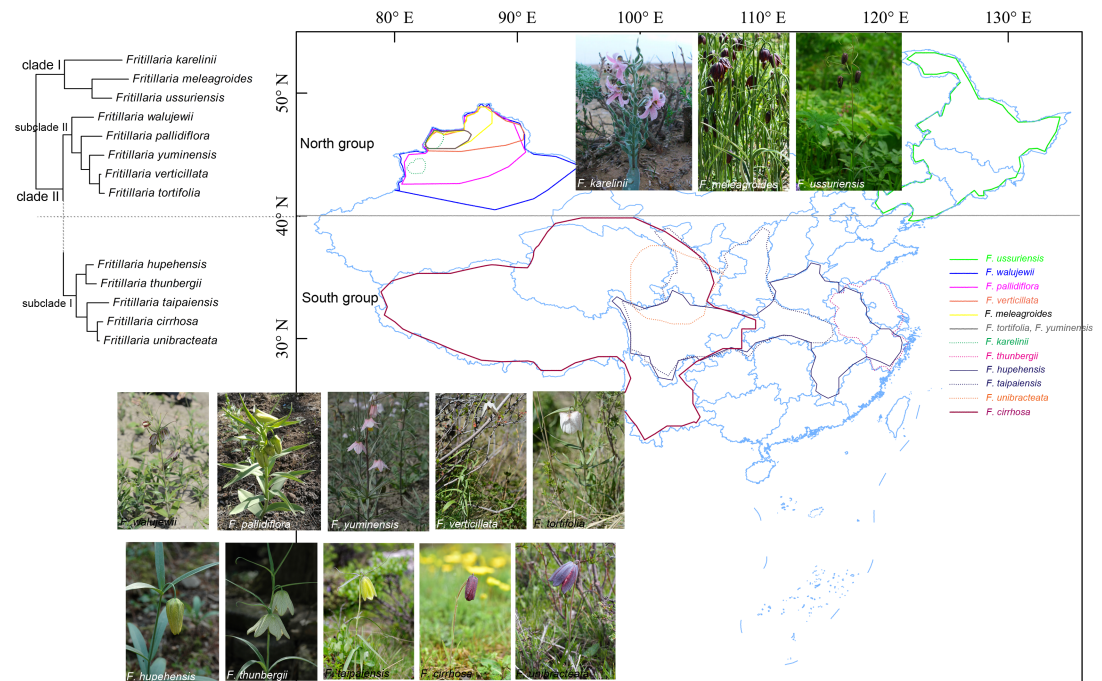 80° E
90° E
100° E
110° E
120° E
130° E
50° N
40° N
30° N
clade I
Fritillaria karelinii
Fritillaria meleagroides
Fritillaria ussuriensis
subclade II
Fritillaria walujewii
Fritillaria pallidiflora
Fritillaria yuminensis
Fritillaria verticillata
Fritillaria tortifolia
clade II
Fritillaria hupehensis
Fritillaria thunbergii
subclade I
Fritillaria taipaiensis
Fritillaria cirrhosa
Fritillaria unibracteata
North group
South group
F. karelinii
F. meleagroides
F. ussuriensis
F. ussuriensis
F. walujewii
F. pallidiflora
F. verticillata
F. meleagroides
F. tortifolia, F. yuminensis
F. karelinii
F. thunbergii
F. hupehensis
F. taipaiensis
F. unibracteata
F. cirrhosa
F. walujewii
F. pallidiflora
F. yuminensis
F. verticillata
F. tortifolia
F. hupehensis
F. thunbergii
F. taipaiensis
F. cirrhosa
F. unibracteata